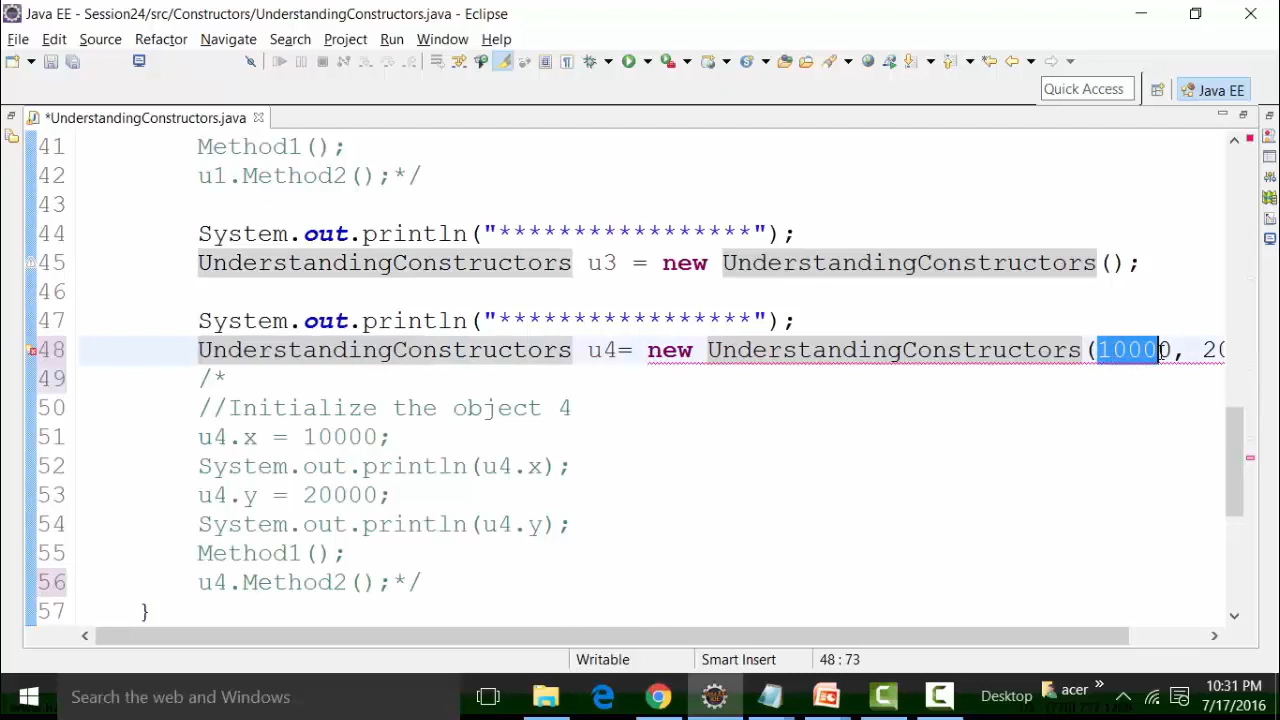 Java EE - Session24/src/Constructors/UnderstandingConstructors.java - Eclipse
File Edit Source Refactor Navigate Search Project Run Window Help
Quick Access
Java EE
*UnderstandingConstructors.java
41 Method1();
42 u1.Method2();*/
43
44 System.out.println("*****************");
45 UnderstandingConstructors u3 = new UnderstandingConstructors();
46
47 System.out.println("*****************");
48 UnderstandingConstructors u4= new UnderstandingConstructors(10000, 20
49 /*
50 //Initialize the object 4
51 u4.x = 10000;
52 System.out.println(u4.x);
53 u4.y = 20000;
54 System.out.println(u4.y);
55 Method1();
56 u4.Method2();*/
57 }
Writable Smart Insert 48 : 73
Search the web and Windows
Desktop
acer
10:31 PM
7/17/2016